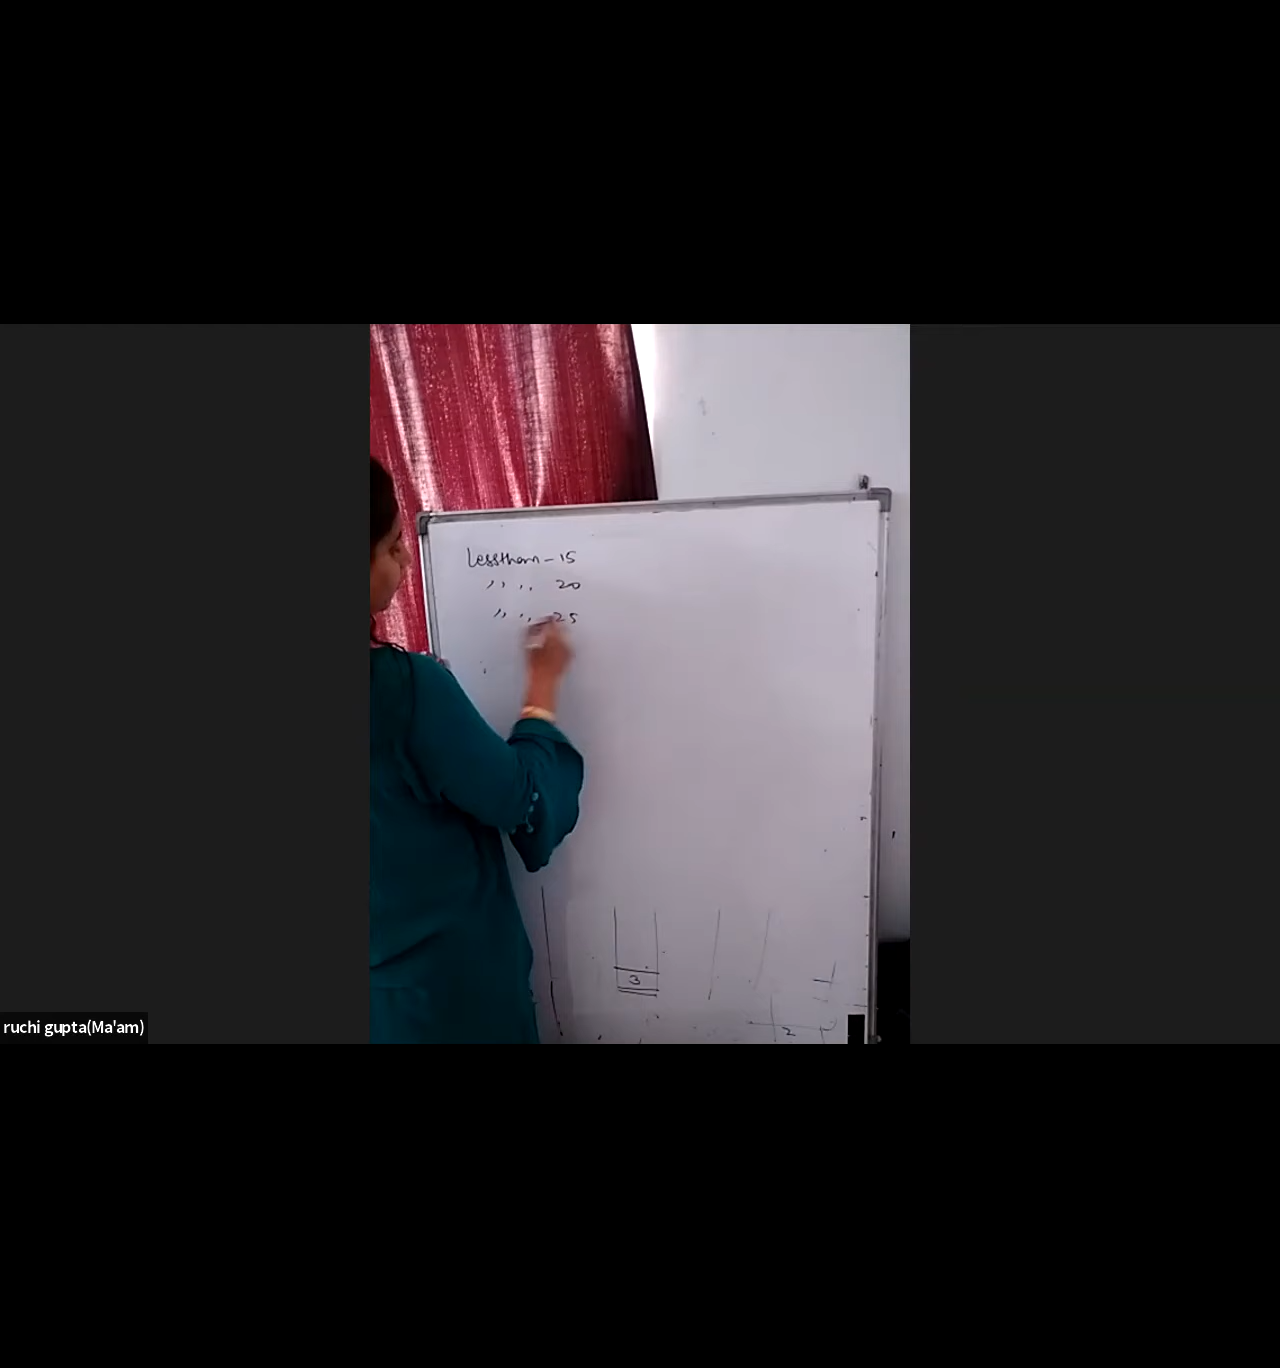 Lessthan - 15
,, ,, 20
,, ,, 25
3
2
ruchi gupta(Ma'am)